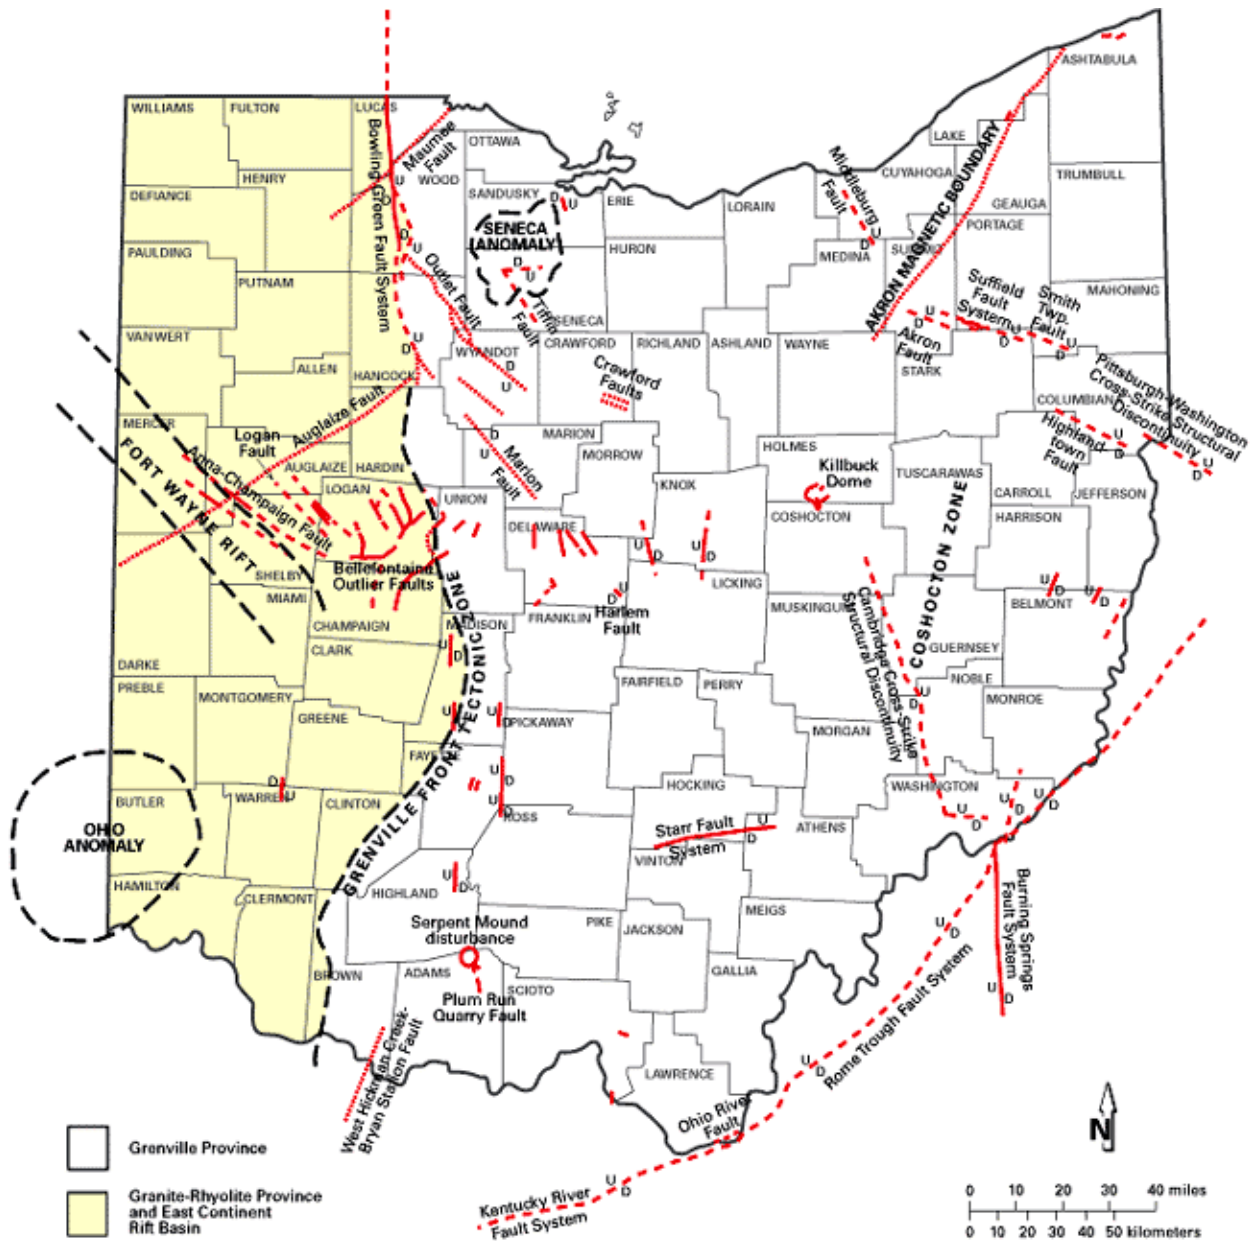 ASHTABULA
WILLIAMS
FULTON
LUCAS
LAKE
OTTAWA
Maumee
Fault
Bowling Green Fault System
WOOD
HENRY
DEFIANCE
SANDUSKY
ERIE
LORAIN
Middleburg
Fault
CUYAHOGA
AKRON MAGNETIC BOUNDARY
GEAUGA
TRUMBULL
PORTAGE
SENECA
ANOMALY
HURON
MEDINA
SUMMIT
PAULDING
PUTNAM
Outlet Fault
Tiffin
Fault
SENECA
Suffield
Fault
System
Smith
Twp.
Fault
MAHONING
Akron
Fault
VANWERT
ALLEN
HANCOCK
WYANDOT
CRAWFORD
RICHLAND
ASHLAND
WAYNE
STARK
Crawford
Faults
COLUMBIANA
Pittsburgh-Washington
Cross-Strike Structural
Discontinuity
Highland
town
Fault
MERCER
Logan
Fault
Auglaize Fault
AUGLAIZE
HARDIN
MARION
Marion
Fault
MORROW
HOLMES
Killbuck
Dome
TUSCARAWAS
CARROLL
JEFFERSON
FORT WAYNE RIFT
Anna-Champaign Fault
LOGAN
UNION
DELAWARE
KNOX
COSHOCTON
HARRISON
COSHOCTON ZONE
SHELBY
Bellefontaine
Outlier Faults
LICKING
BELMONT
MIAMI
CHAMPAIGN
MADISON
FRANKLIN
Harlem
Fault
MUSKINGUM
Cambridge Cross-Strike
Structural Discontinuity
GUERNSEY
DARKE
CLARK
PREBLE
MONTGOMERY
GREENE
FAIRFIELD
PERRY
NOBLE
MONROE
PICKAWAY
MORGAN
FAYETTE
GRENVILLE FRONT TECTONIC ZONE
HOCKING
WASHINGTON
BUTLER
WARREN
CLINTON
ROSS
ATHENS
OHIO
ANOMALY
Starr Fault
System
VINTON
HAMILTON
CLERMONT
HIGHLAND
Serpent Mound
disturbance
PIKE
JACKSON
MEIGS
Burning Springs
Fault System
BROWN
ADAMS
SCIOTO
GALLIA
Plum Run
Quarry Fault
West Hickman Creek-
Bryan Station Fault
LAWRENCE
Rome Trough Fault System
Ohio River
Fault
Kentucky River
Fault System
Grenville Province
Granite-Rhyolite Province
and East Continent
Rift Basin
N
0 10 20 30 40 miles
0 10 20 30 40 50 kilometers